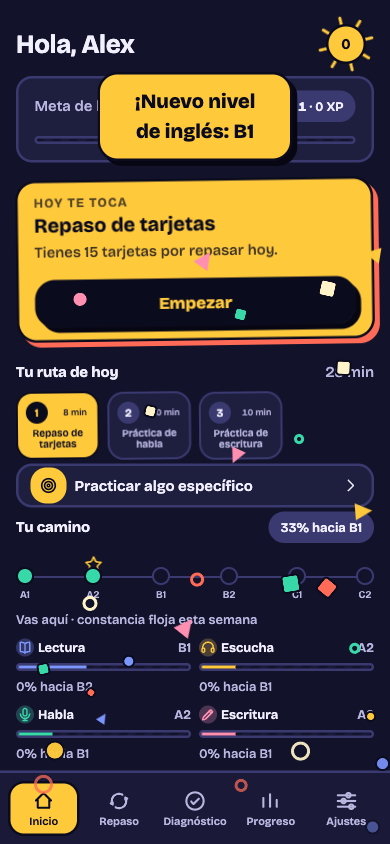 Hola, Alex
0
Meta de
1 · 0 XP
¡Nuevo nivel
de inglés: B1
HOY TE TOCA
Repaso de tarjetas
Tienes 15 tarjetas por repasar hoy.
Empezar
Tu ruta de hoy
min
1
8 min
Repaso de
tarjetas
2
0 min
Práctica de
habla
3
10 min
Práctica de
escritura
Practicar algo específico
Tu camino
33% hacia B1
A1
A2
B1
B2
C1
C2
Vas aquí · constancia floja esta semana
Lectura
B1
0% hacia B2
Escucha
A2
0% hacia B1
Habla
A2
0% hacia B1
Escritura
0% hacia B1
Inicio
Repaso
Diagnóstico
Progreso
Ajustes